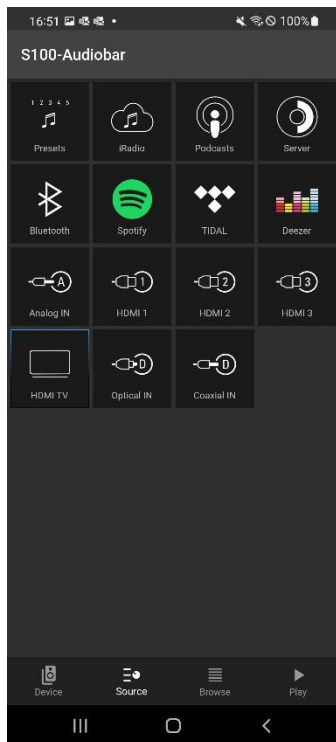 16:51 100%
S100-Audiobar
1 2 3 4 5
Presets iRadio Podcasts Server
Bluetooth Spotify TIDAL Deezer
A 1 2 3
Analog IN HDMI 1 HDMI 2 HDMI 3
D D
HDMI TV Optical IN Coaxial IN
Device Source Browse Play